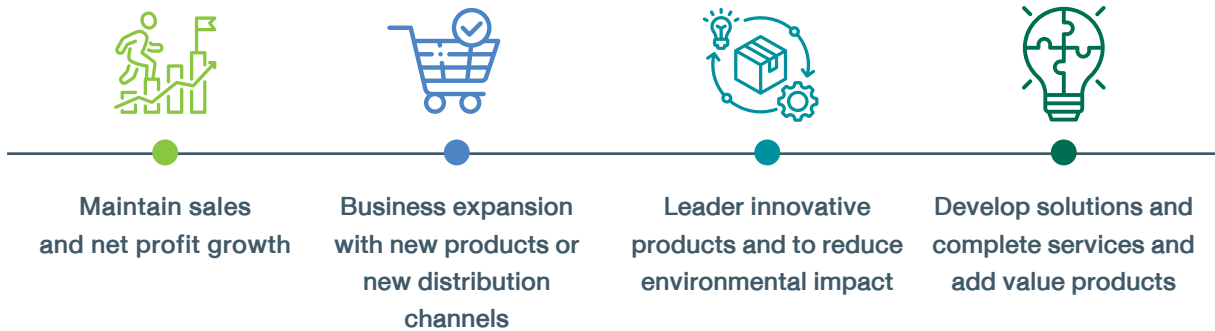 Maintain sales
and net profit growth
Business expansion
with new products or
new distribution
channels
Leader innovative
products and to reduce
environmental impact
Develop solutions and
complete services and
add value products